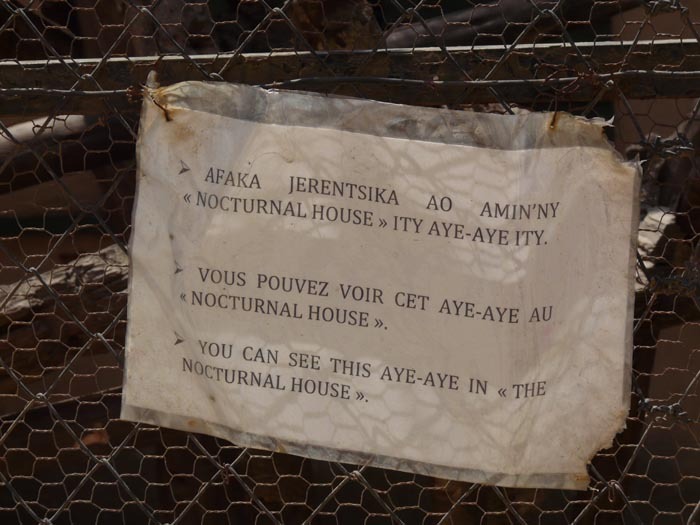 ➢ AFAKA JERENTSIKA AO AMIN'NY
« NOCTURNAL HOUSE » ITY AYE-AYE ITY.
➢ VOUS POUVEZ VOIR CET AYE-AYE AU
« NOCTURNAL HOUSE ».
➢ YOU CAN SEE THIS AYE-AYE IN « THE
NOCTURNAL HOUSE ».